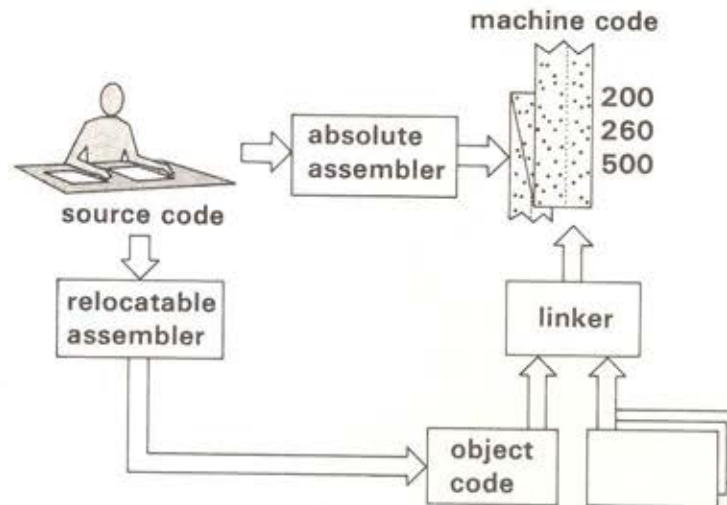 machine code
200
260
500
absolute
assembler
source code
relocatable
assembler
linker
object
code